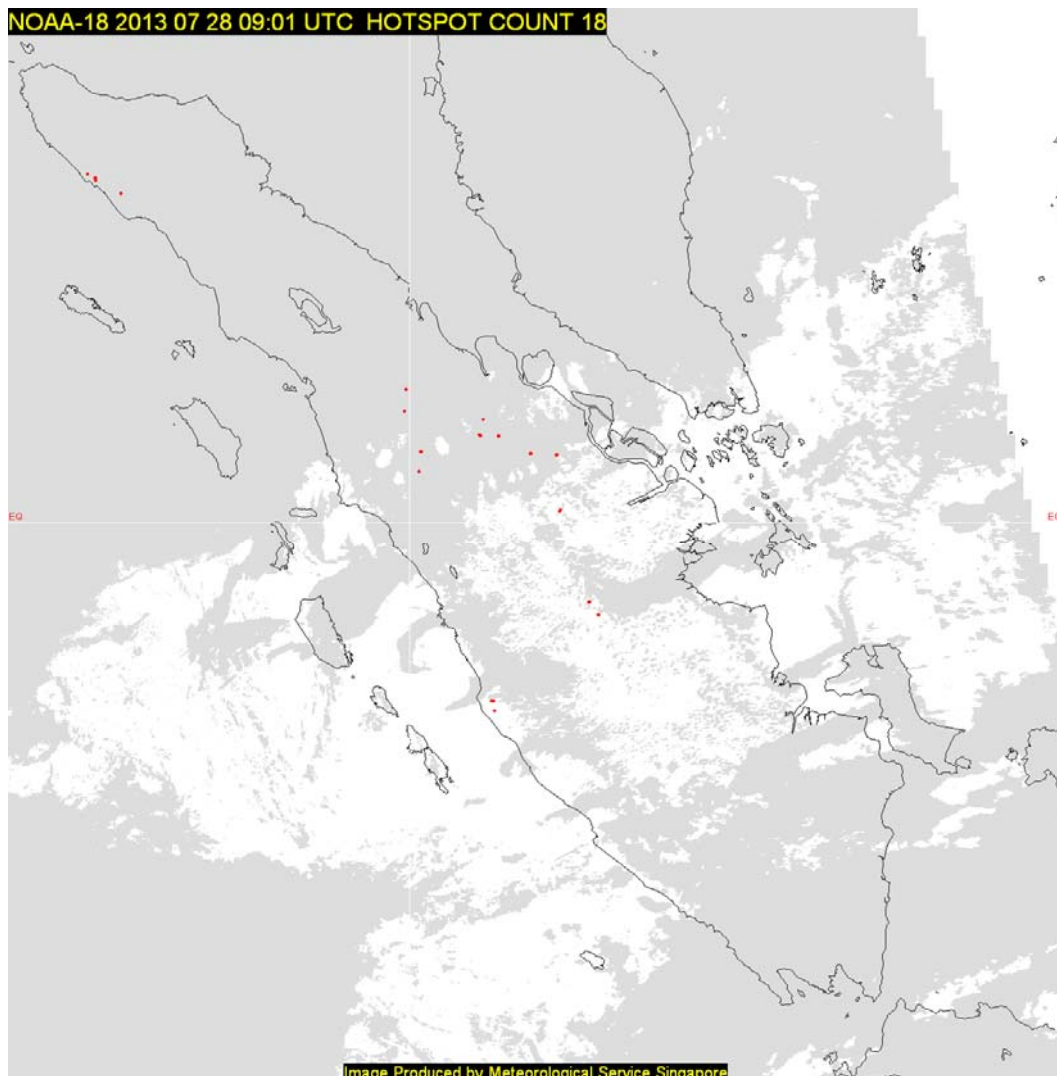 NOAA-18 2013 07 28 09:01 UTC HOTSPOT COUNT 18
EQ
EQ
Image Produced by Meteorological Service Singapore